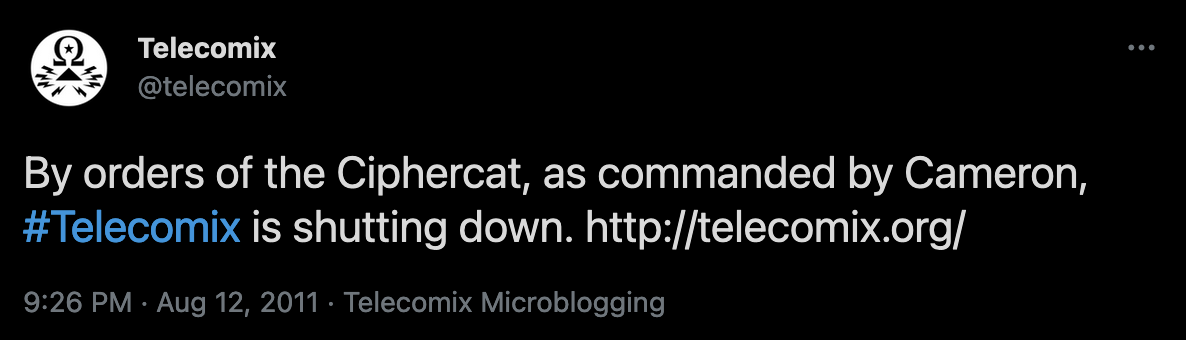 Telecomix
@telecomix
By orders of the Ciphercat, as commanded by Cameron,
#Telecomix is shutting down. http://telecomix.org/
9:26 PM · Aug 12, 2011 · Telecomix Microblogging